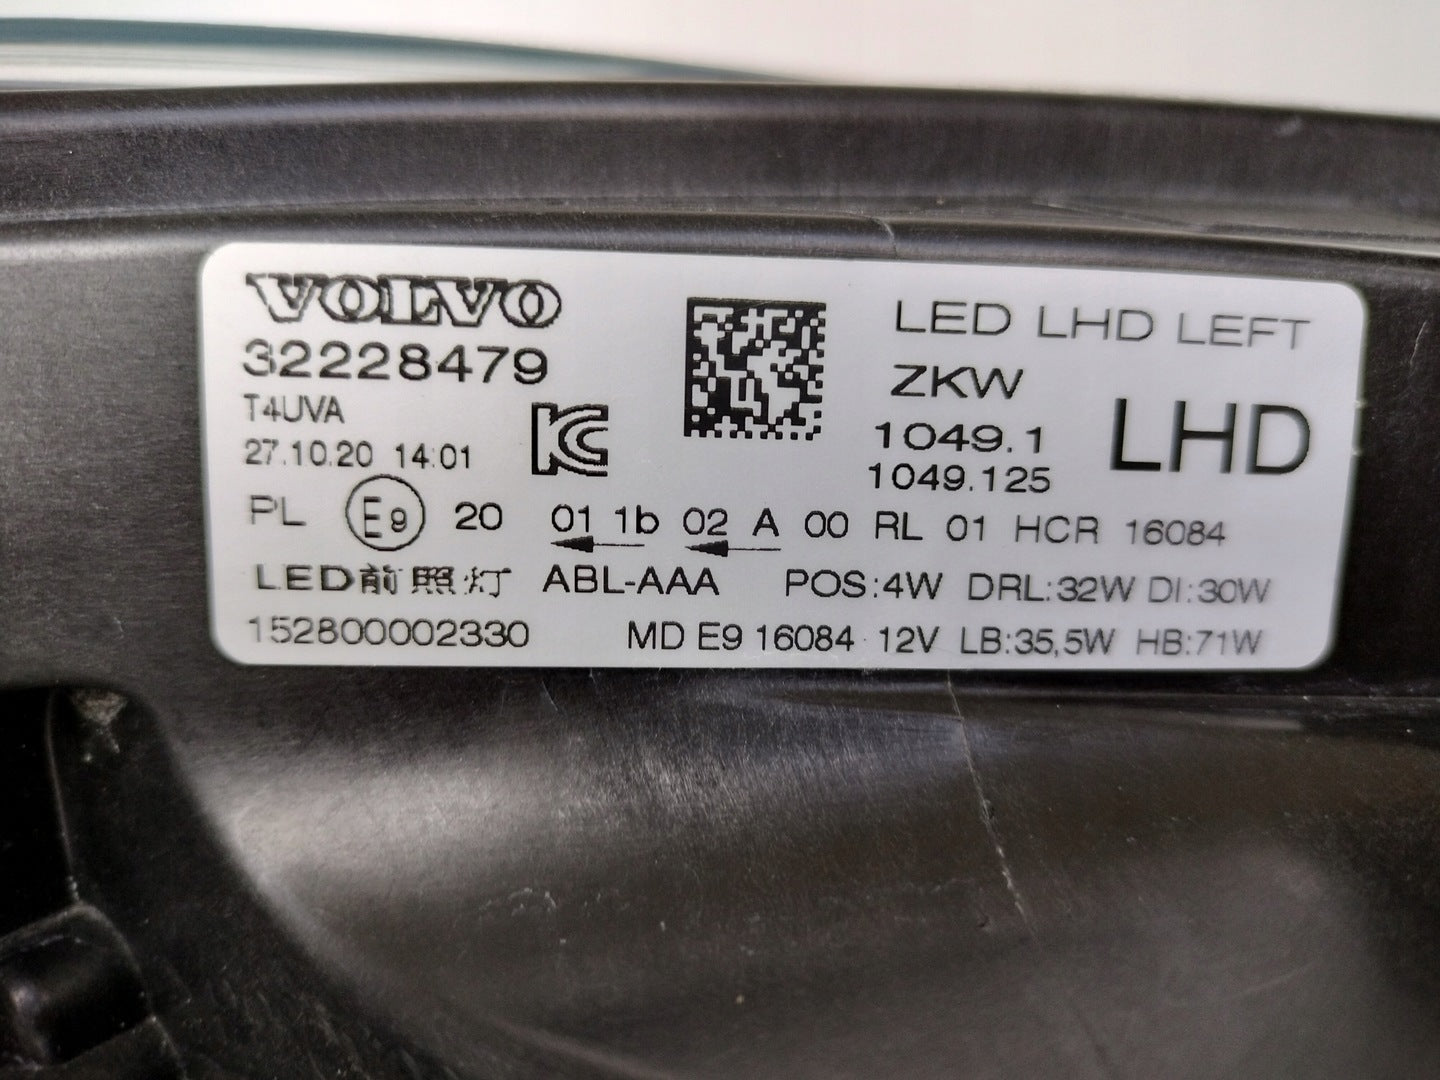 VOLVO
32228479
T4UVA
27.10.20 14:01
LED LHD LEFT
ZKW
1049.1
1049.125
LHD
PL E9 20 01 1b 02 A 00 RL 01 HCR 16084
LED前照灯 ABL-AAA POS:4W DRL:32W DI:30W
152800002330 MD E9 16084 12V LB:35,5W HB:71W